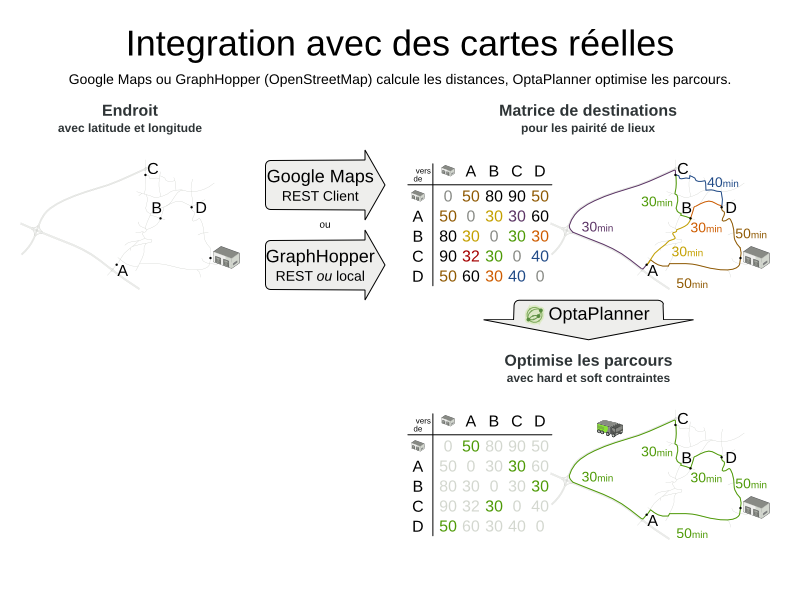 Integration avec des cartes réelles
Google Maps ou GraphHopper (OpenStreetMap) calcule les distances, OptaPlanner optimise les parcours.
Endroit
avec latitude et longitude
C
B
D
A
Google Maps
REST Client
ou
GraphHopper
REST ou local
Matrice de destinations
pour les pairité de lieux
vers
de
A B C D
0 50 80 90 50
A 50 0 30 30 60
B 80 30 0 30 30
C 90 32 30 0 40
D 50 60 30 40 0
C
40min
30min
B
D
30min
30min
50min
30min
A
50min
OptaPlanner
Optimise les parcours
avec hard et soft contraintes
vers
de
A B C D
0 50 80 90 50
A 50 0 30 30 60
B 80 30 0 30 30
C 90 32 30 0 40
D 50 60 30 40 0
C
30min
B
D
30min
30min
50min
A
50min